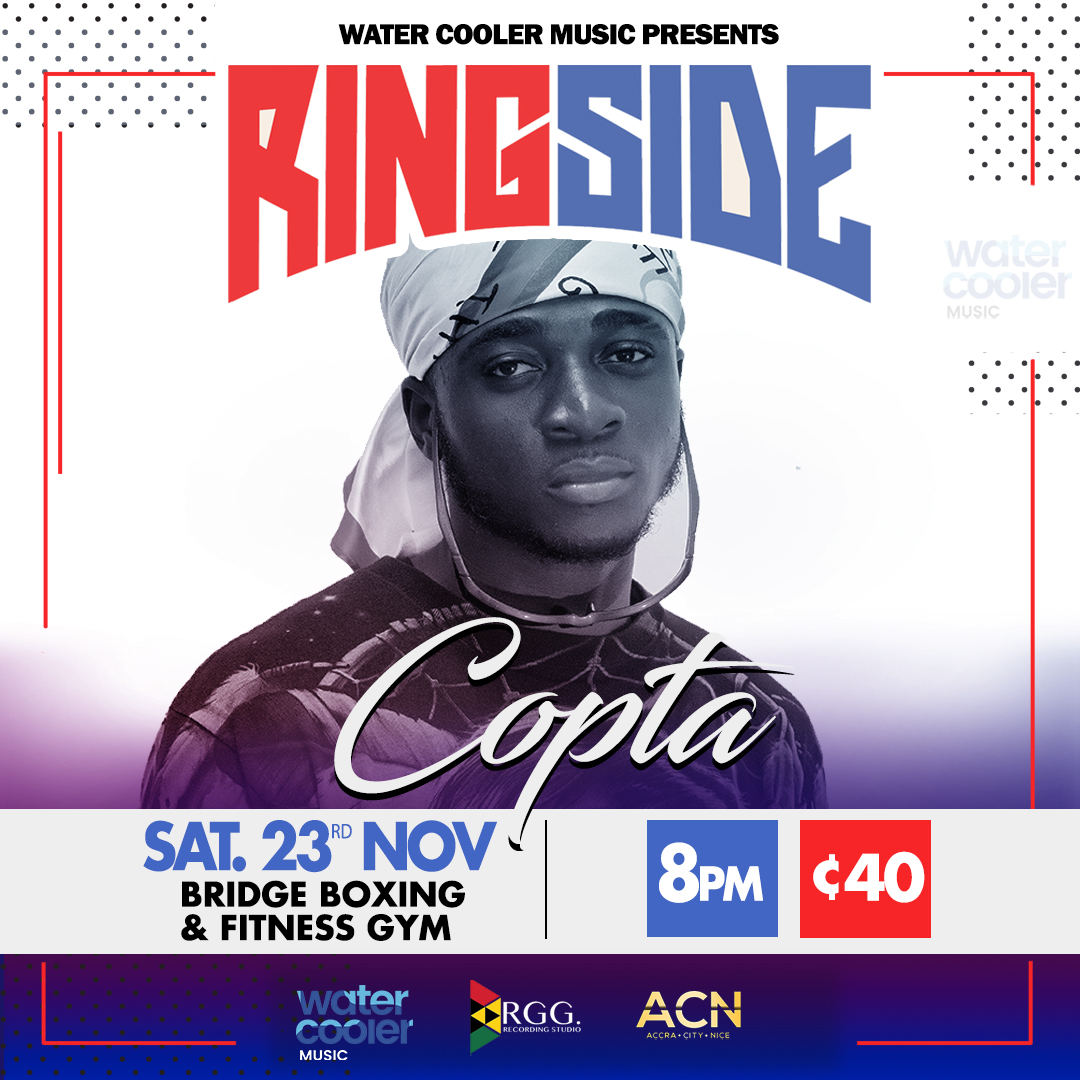 WATER COOLER MUSIC PRESENTS
RINGSIDE
water
cooler
MUSIC
Copta
SAT. 23RD NOV
BRIDGE BOXING
& FITNESS GYM
8PM
¢40
water
cooler
MUSIC
RGG.
RECORDING STUDIO
ACN
ACCRA•CITY•NICE